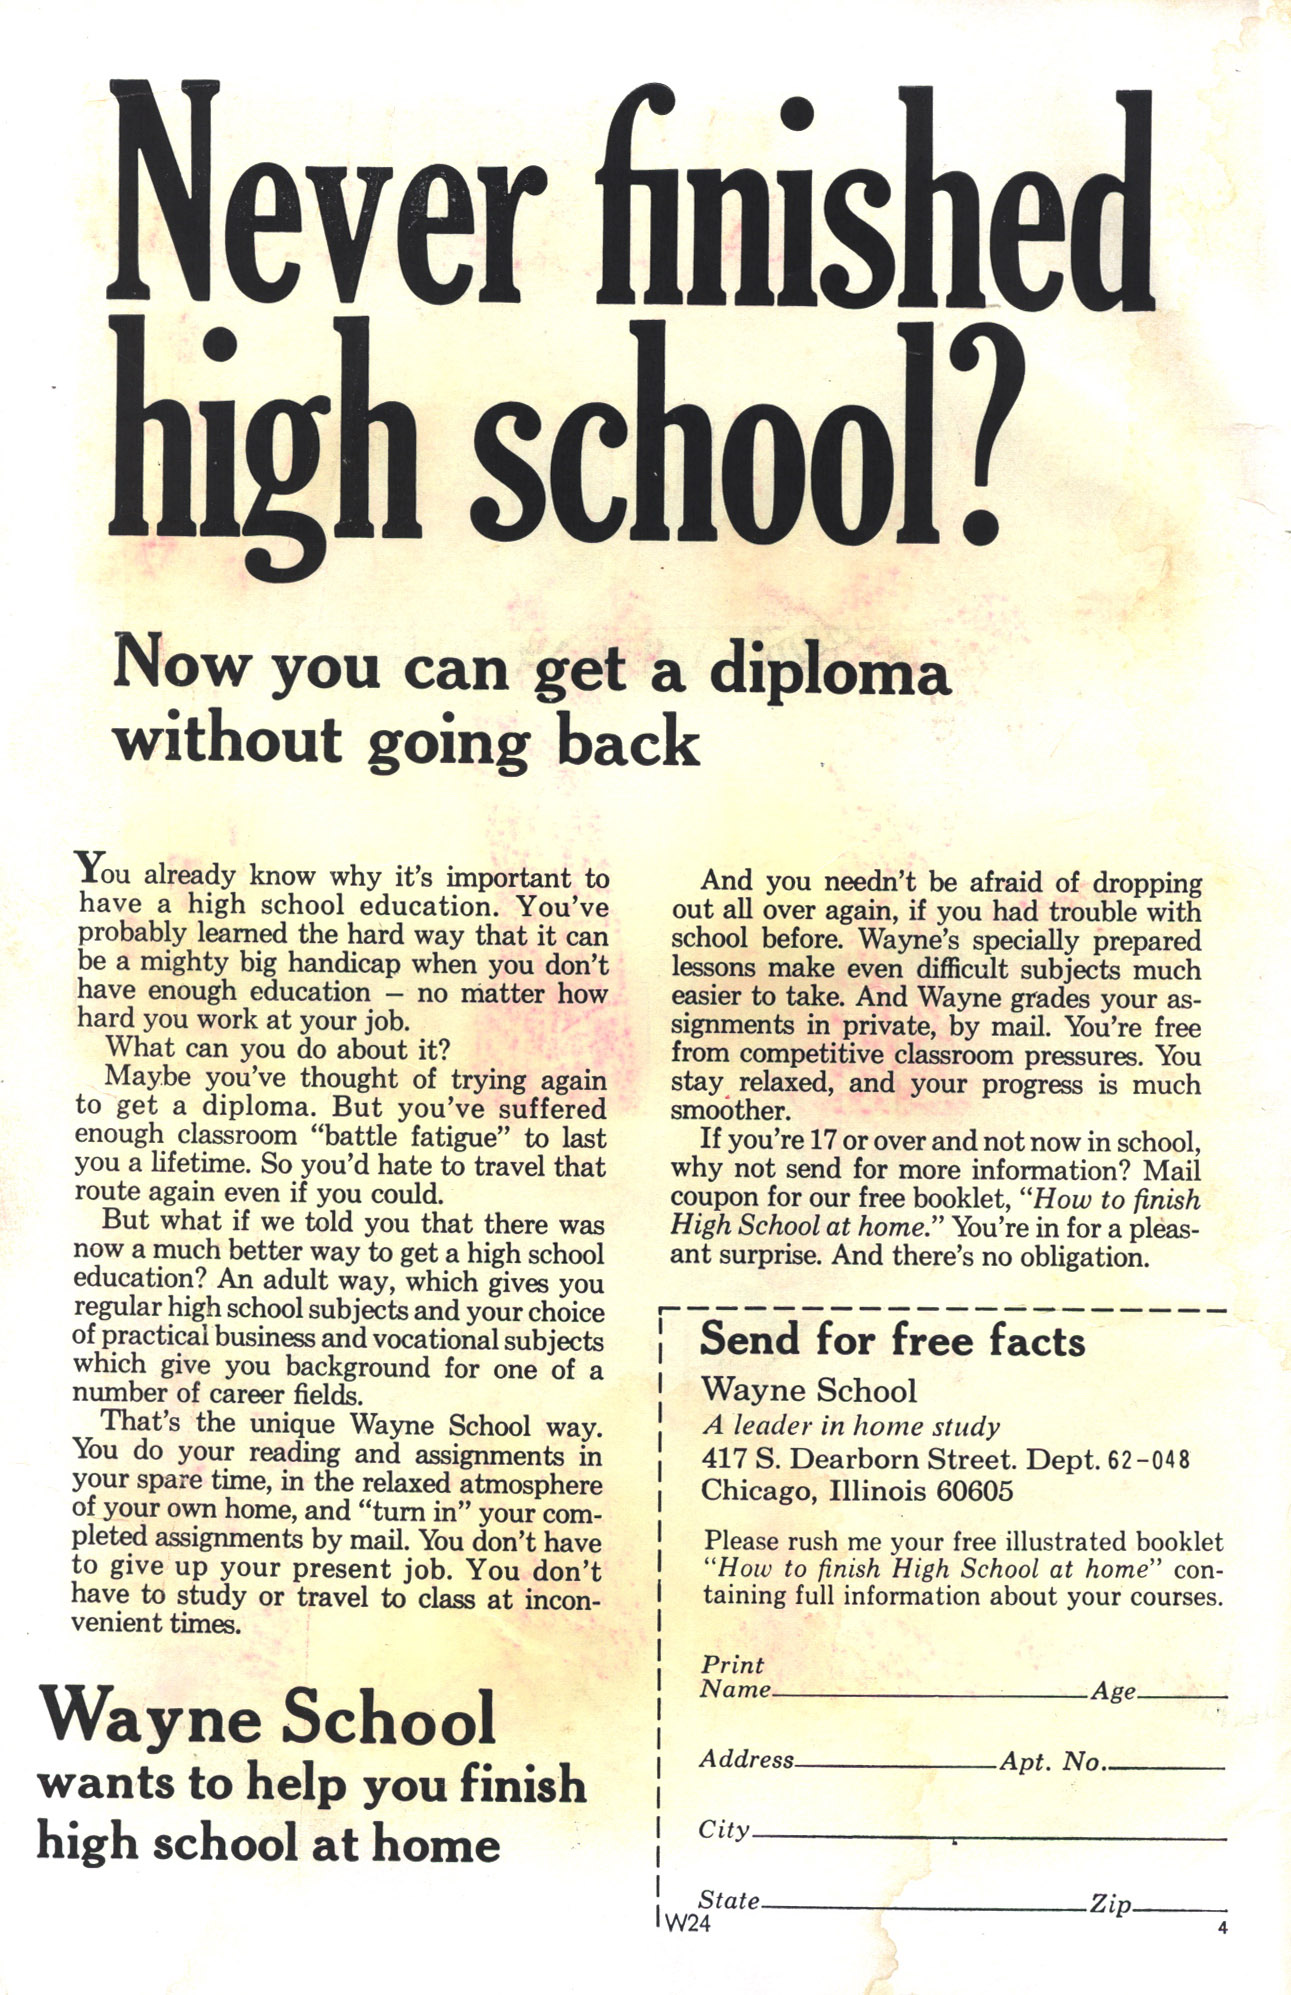 Never finished
high school?
Now you can get a diploma
without going back
You already know why it's important to
have a high school education. You've
probably learned the hard way that it can
be a mighty big handicap when you don't
have enough education – no matter how
hard you work at your job.
What can you do about it?
Maybe you've thought of trying again
to get a diploma. But you've suffered
enough classroom “battle fatigue” to last
you a lifetime. So you'd hate to travel that
route again even if you could.
But what if we told you that there was
now a much better way to get a high school
education? An adult way, which gives you
regular high school subjects and your choice
of practical business and vocational subjects
which give you background for one of a
number of career fields.
That's the unique Wayne School way.
You do your reading and assignments in
your spare time, in the relaxed atmosphere
of your own home, and “turn in” your com-
pleted assignments by mail. You don't have
to give up your present job. You don't
have to study or travel to class at incon-
venient times.
Wayne School
wants to help you finish
high school at home
And you needn't be afraid of dropping
out all over again, if you had trouble with
school before. Wayne's specially prepared
lessons make even difficult subjects much
easier to take. And Wayne grades your as-
signments in private, by mail. You're free
from competitive classroom pressures. You
stay relaxed, and your progress is much
smoother.
If you're 17 or over and not now in school,
why not send for more information? Mail
coupon for our free booklet, “How to finish
High School at home.” You're in for a pleas-
ant surprise. And there's no obligation.
Send for free facts
Wayne School
A leader in home study
417 S. Dearborn Street. Dept. 62-048
Chicago, Illinois 60605
Please rush me your free illustrated booklet
“How to finish High School at home” con-
taining full information about your courses.
Print
Name Age
Address Apt. No.
City
State Zip
W24 4